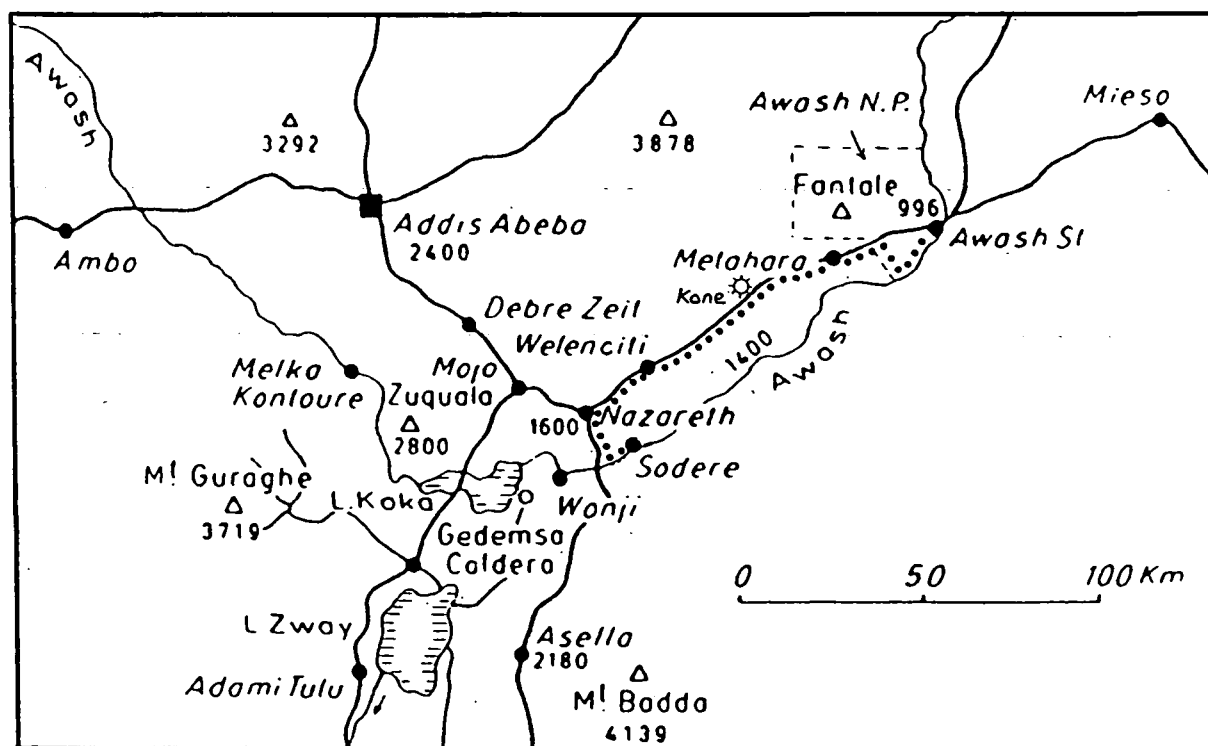 Awash
Awash N.P.
Mieso
3292
3878
Fantale
996
Addis Abeba
2400
Awash St
Ambo
Metahara
Kone
Debre Zeit
Welenciti
1400
Awash
Melka
Kontoure
Mojo
Zuquala
2800
1600
Nazareth
Sodere
Mt Guraghe
3719
L. Koka
Wonji
Gedemsa
Caldera
0 50 100 Km
L Zway
Asella
2180
Adami Tulu
Mt Badda
4139